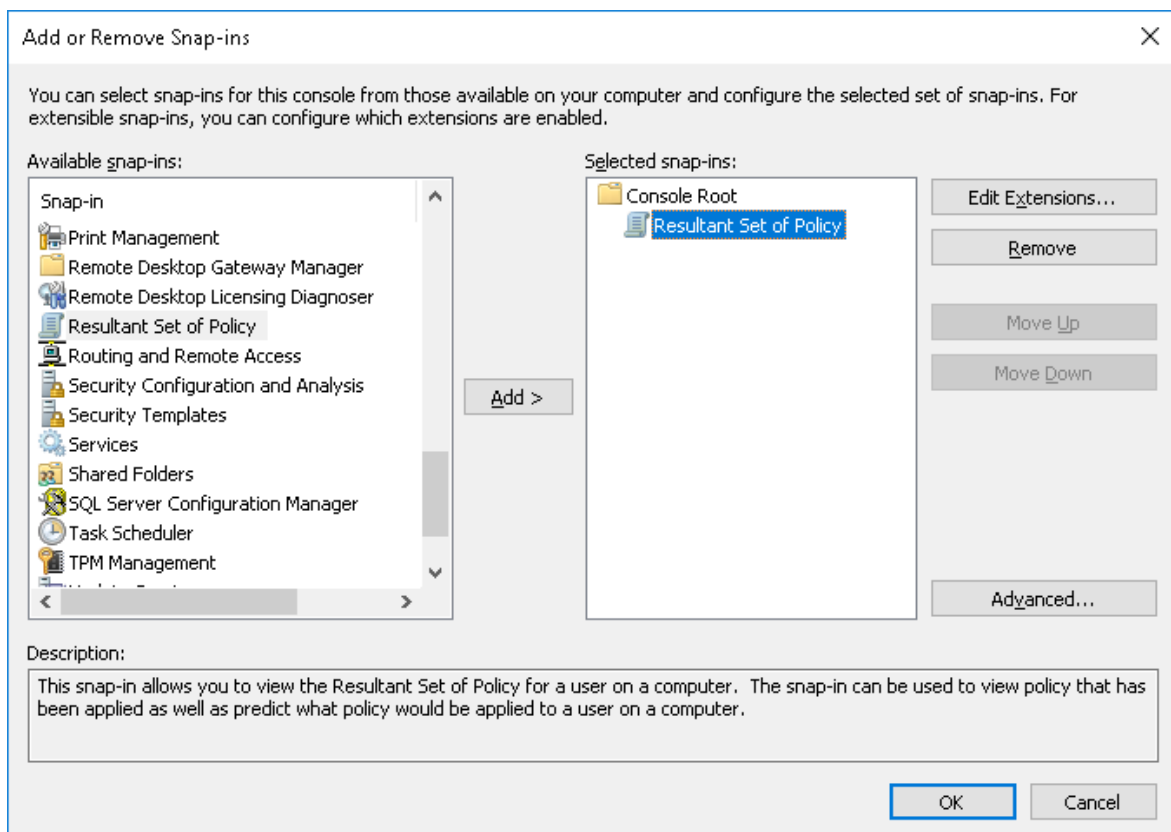 Add or Remove Snap-ins
You can select snap-ins for this console from those available on your computer and configure the selected set of snap-ins. For
extensible snap-ins, you can configure which extensions are enabled.
Available snap-ins:
Snap-in
Print Management
Remote Desktop Gateway Manager
Remote Desktop Licensing Diagnoser
Resultant Set of Policy
Routing and Remote Access
Security Configuration and Analysis
Security Templates
Services
Shared Folders
SQL Server Configuration Manager
Task Scheduler
TPM Management
Add >
Selected snap-ins:
Console Root
Resultant Set of Policy
Edit Extensions...
Remove
Move Up
Move Down
Advanced...
Description:
This snap-in allows you to view the Resultant Set of Policy for a user on a computer.  The snap-in can be used to view policy that has
been applied as well as predict what policy would be applied to a user on a computer.
OK
Cancel